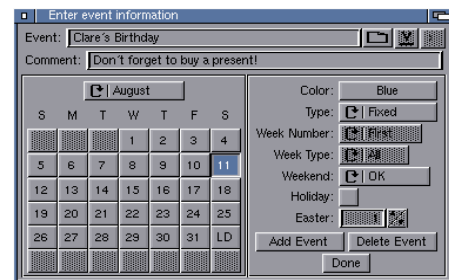 Enter event information
Event: Clare's Birthday
Comment: Don't forget to buy a present!
August
S M T W T F S
1 2 3 4
5 6 7 8 9 10 11
12 13 14 15 16 17 18
19 20 21 22 23 24 25
26 27 28 29 30 31 LD
Color: Blue
Type: Fixed
Week Number: First
Week Type: All
Weekend: OK
Holiday:
Easter: 1
Add Event Delete Event
Done